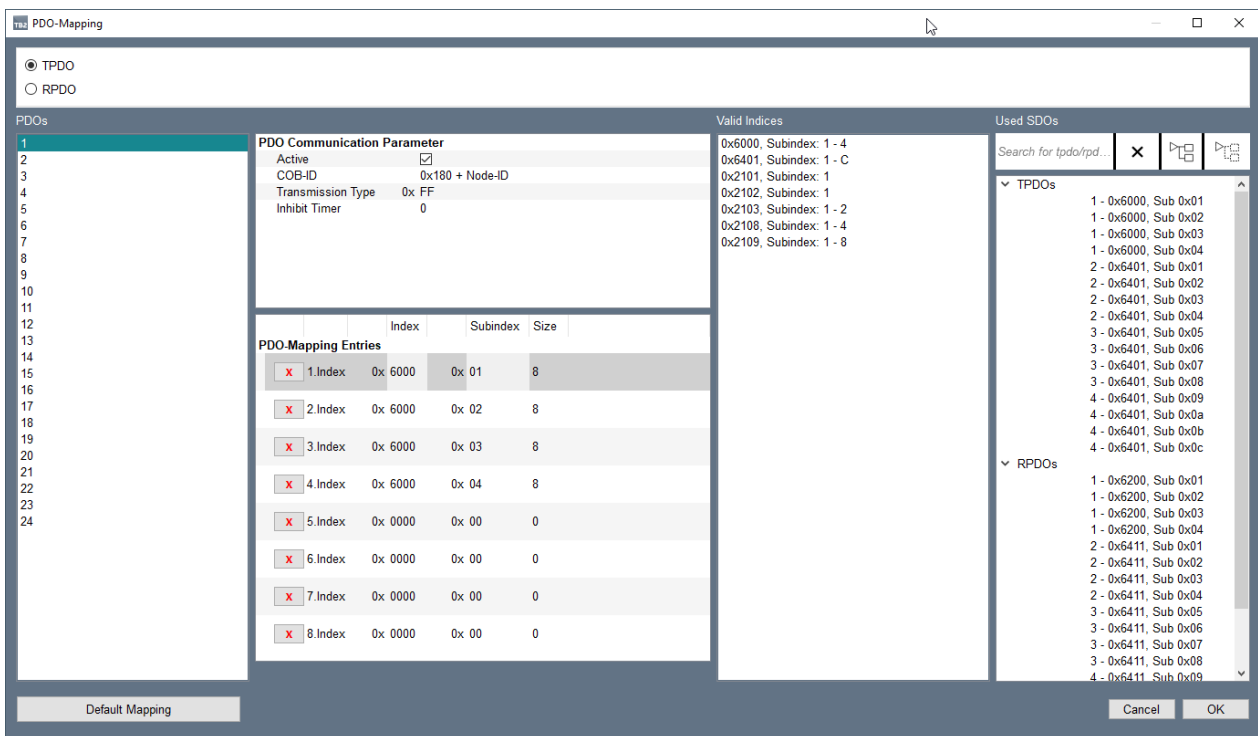 TB2 PDO-Mapping
TPDO
RPDO
PDOs
1
2
3
4
5
6
7
8
9
10
11
12
13
14
15
16
17
18
19
20
21
22
23
24
PDO Communication Parameter
Active
COB-ID 0x180 + Node-ID
Transmission Type 0x FF
Inhibit Timer 0
Index Subindex Size
PDO-Mapping Entries
X 1.Index 0x 6000 0x 01 8
X 2.Index 0x 6000 0x 02 8
X 3.Index 0x 6000 0x 03 8
X 4.Index 0x 6000 0x 04 8
X 5.Index 0x 0000 0x 00 0
X 6.Index 0x 0000 0x 00 0
X 7.Index 0x 0000 0x 00 0
X 8.Index 0x 0000 0x 00 0
Valid Indices
0x6000, Subindex: 1 - 4
0x6401, Subindex: 1 - C
0x2101, Subindex: 1
0x2102, Subindex: 1
0x2103, Subindex: 1 - 2
0x2108, Subindex: 1 - 4
0x2109, Subindex: 1 - 8
Used SDOs
Search for tpdo/rpd...
TPDOs
1 - 0x6000, Sub 0x01
1 - 0x6000, Sub 0x02
1 - 0x6000, Sub 0x03
1 - 0x6000, Sub 0x04
2 - 0x6401, Sub 0x01
2 - 0x6401, Sub 0x02
2 - 0x6401, Sub 0x03
2 - 0x6401, Sub 0x04
3 - 0x6401, Sub 0x05
3 - 0x6401, Sub 0x06
3 - 0x6401, Sub 0x07
3 - 0x6401, Sub 0x08
4 - 0x6401, Sub 0x09
4 - 0x6401, Sub 0x0a
4 - 0x6401, Sub 0x0b
4 - 0x6401, Sub 0x0c
RPDOs
1 - 0x6200, Sub 0x01
1 - 0x6200, Sub 0x02
1 - 0x6200, Sub 0x03
1 - 0x6200, Sub 0x04
2 - 0x6411, Sub 0x01
2 - 0x6411, Sub 0x02
2 - 0x6411, Sub 0x03
2 - 0x6411, Sub 0x04
3 - 0x6411, Sub 0x05
3 - 0x6411, Sub 0x06
3 - 0x6411, Sub 0x07
3 - 0x6411, Sub 0x08
4 - 0x6411, Sub 0x09
Default Mapping
Cancel
OK